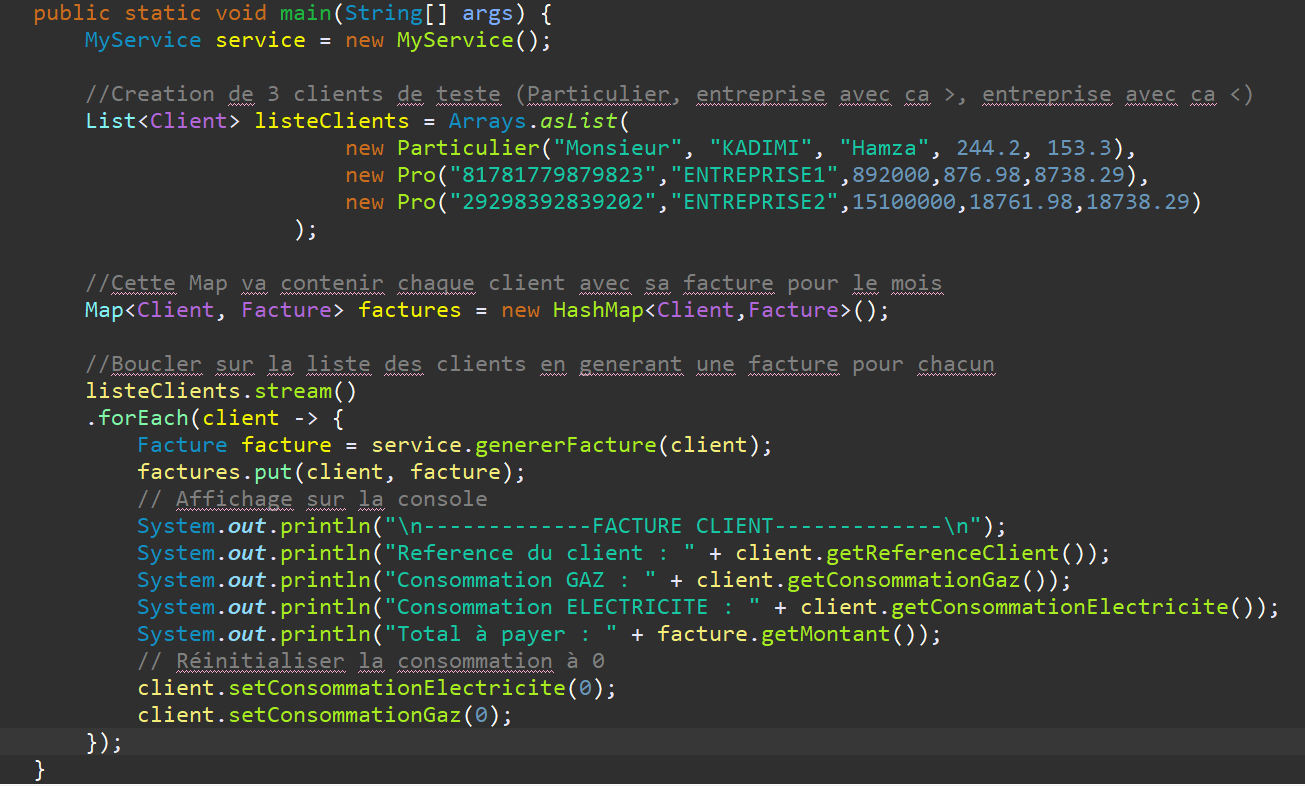 public static void main(String[] args) {
MyService service = new MyService();
//Creation de 3 clients de teste (Particulier, entreprise avec ca >, entreprise avec ca <)
List<Client> listeClients = Arrays.asList(
new Particulier("Monsieur", "KADIMI", "Hamza", 244.2, 153.3),
new Pro("81781779879823","ENTREPRISE1",892000,876.98,8738.29),
new Pro("29298392839202","ENTREPRISE2",15100000,18761.98,18738.29)
);
//Cette Map va contenir chaque client avec sa facture pour le mois
Map<Client, Facture> factures = new HashMap<Client,Facture>();
//Boucler sur la liste des clients en generant une facture pour chacun
listeClients.stream()
.forEach(client -> {
Facture facture = service.genererFacture(client);
factures.put(client, facture);
// Affichage sur la console
System.out.println("\n-------------FACTURE CLIENT-------------\n");
System.out.println("Reference du client : " + client.getReferenceClient());
System.out.println("Consommation GAZ : " + client.getConsommationGaz());
System.out.println("Consommation ELECTRICITE : " + client.getConsommationElectricite());
System.out.println("Total à payer : " + facture.getMontant());
// Réinitialiser la consommation à 0
client.setConsommationElectricite(0);
client.setConsommationGaz(0);
});
}